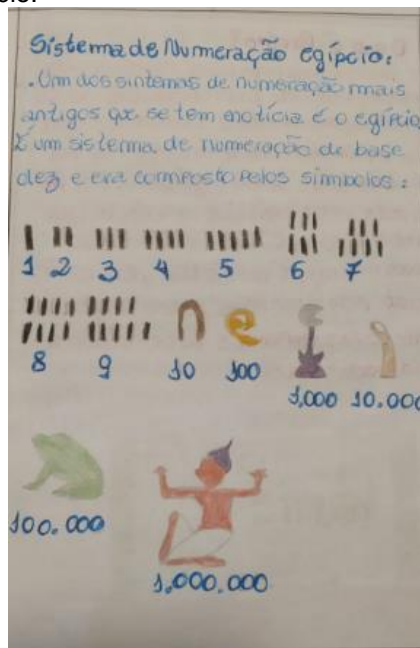 Sistema de Numeração egípcio:
. Um dos sintemas de numeração mais
antigos que se tem enotícia é o egípcio
É um sistema de numeração de base
dez e era composto pelos símbolos:
1 2 3 4 5 6 7
8 9 10 100
1,000 10.000
100.000
1,000.000